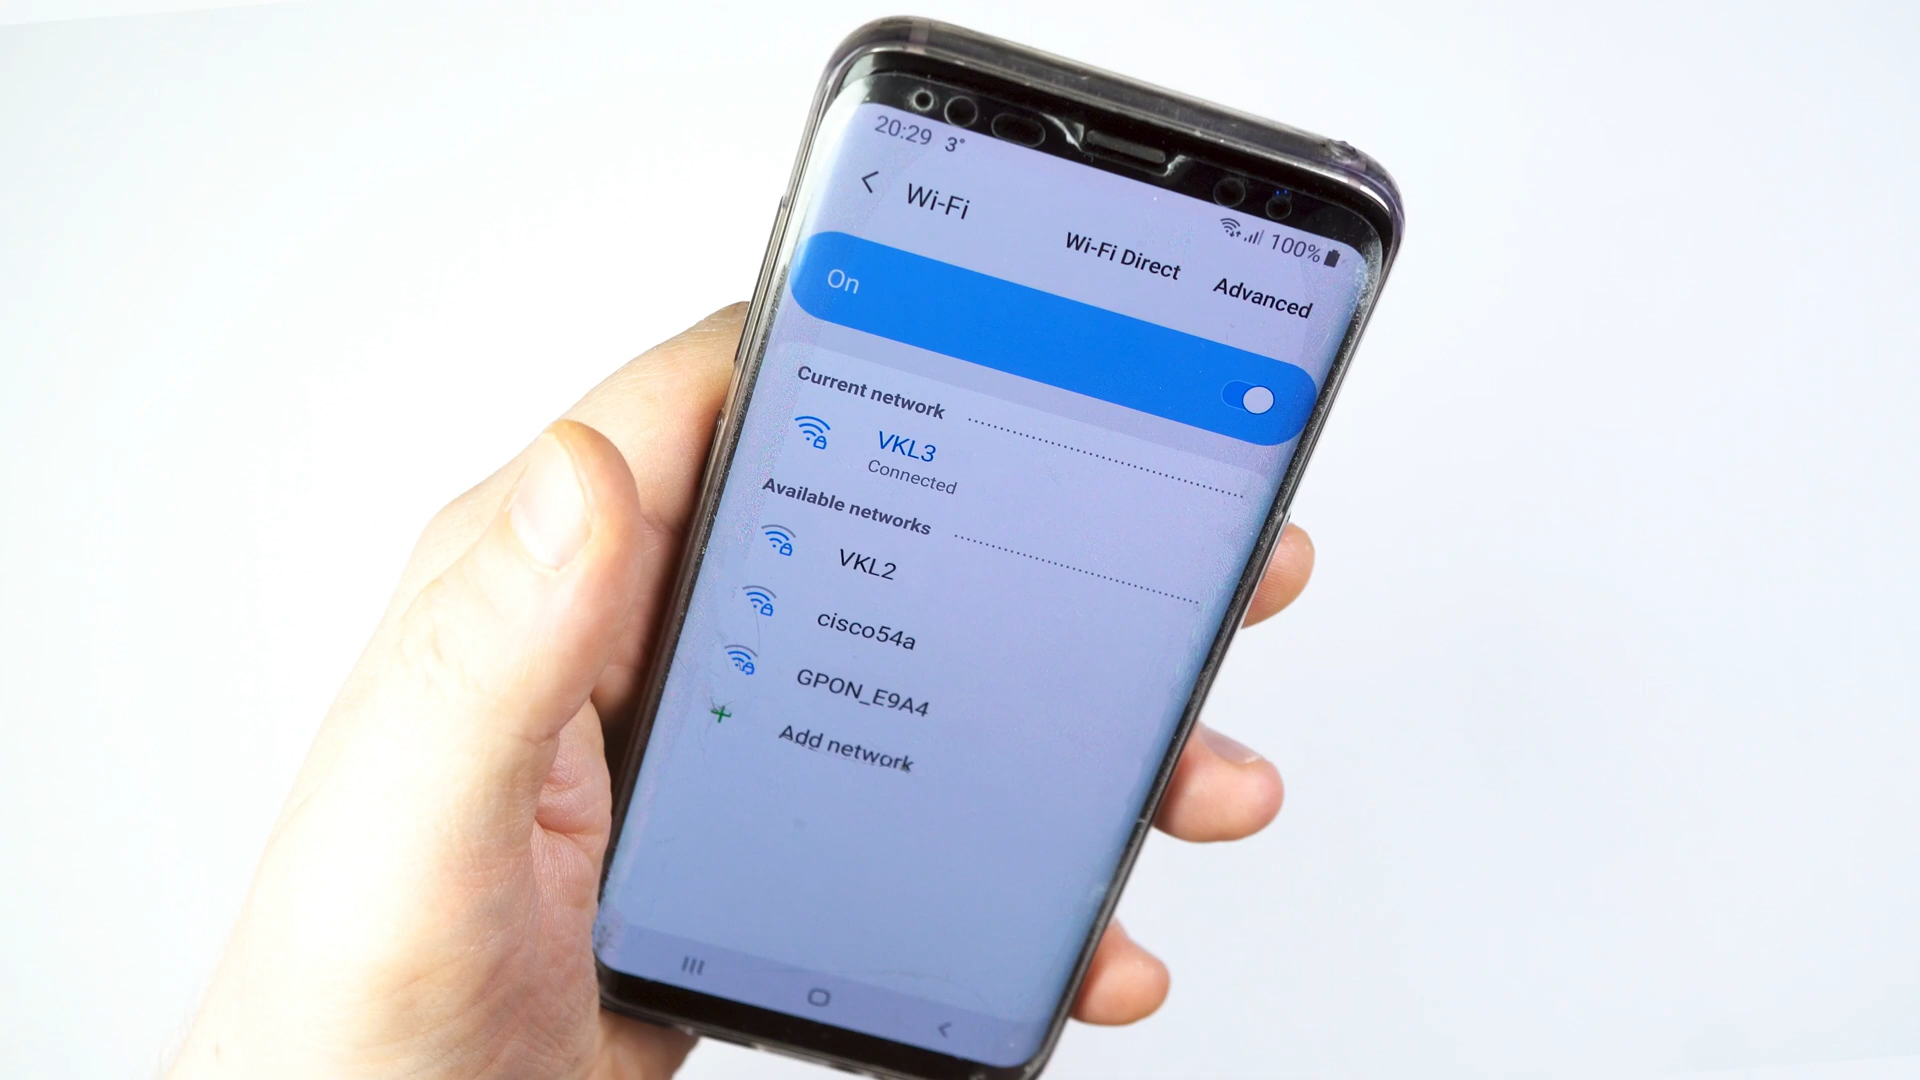 20:29 3°
100%
Wi-Fi
Wi-Fi Direct
Advanced
On
Current network
VKL3
Connected
Available networks
VKL2
cisco54a
GPON_E9A4
Add network